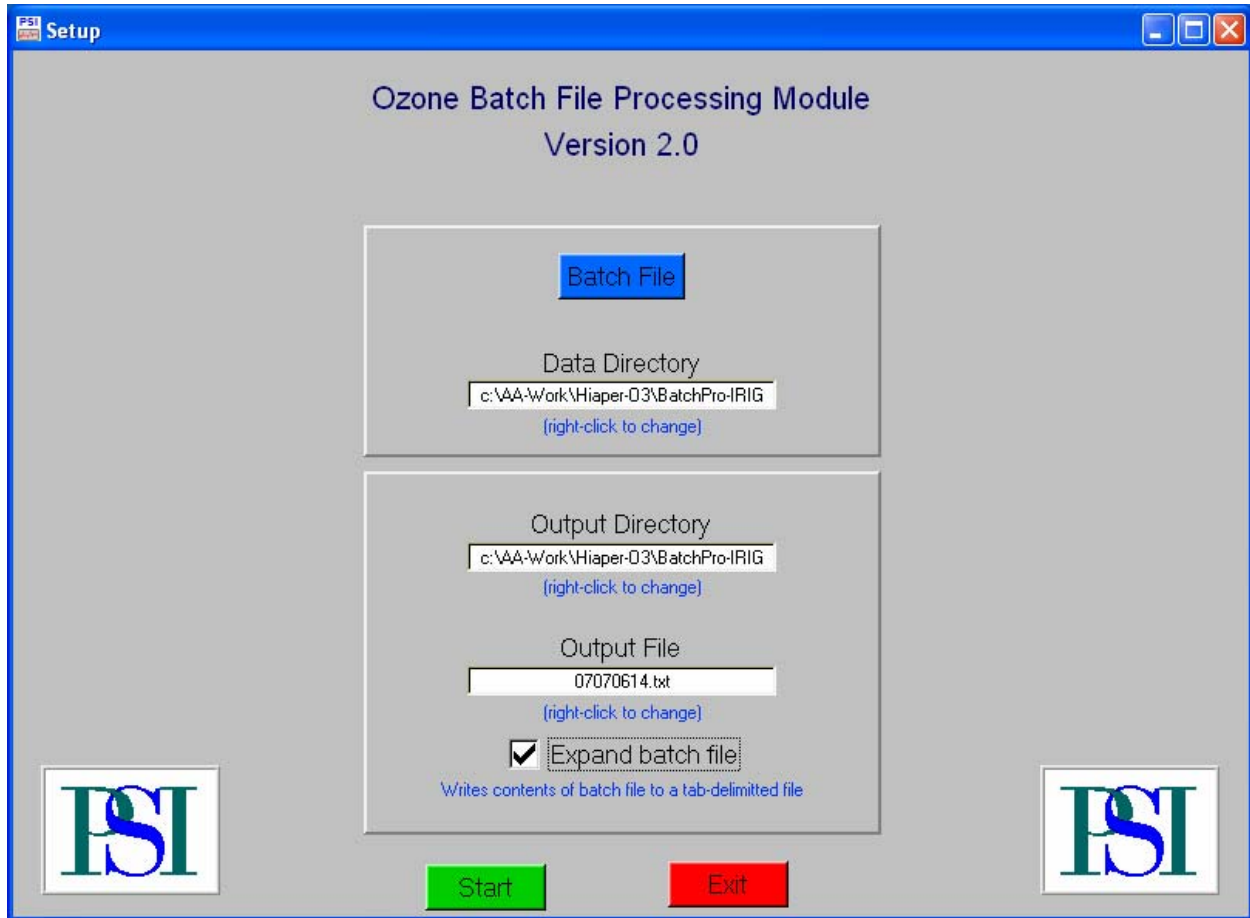 PSI
Setup
Ozone Batch File Processing Module
Version 2.0
Batch File
Data Directory
c:\AA-Work\Hiaper-O3\BatchPro-IRIG
(right-click to change)
Output Directory
c:\AA-Work\Hiaper-O3\BatchPro-IRIG
(right-click to change)
Output File
07070614.txt
(right-click to change)
Expand batch file
Writes contents of batch file to a tab-delimitted file
PSI
PSI
Start
Exit